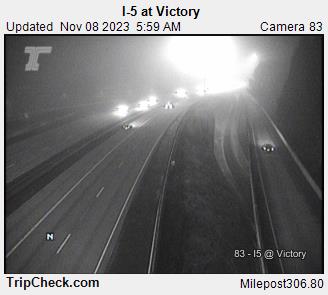 I-5 at Victory
Updated Nov 08 2023 5:59 AM Camera 83
T
N
83 - I5 @ Victory
TripCheck.com Milepost306.80